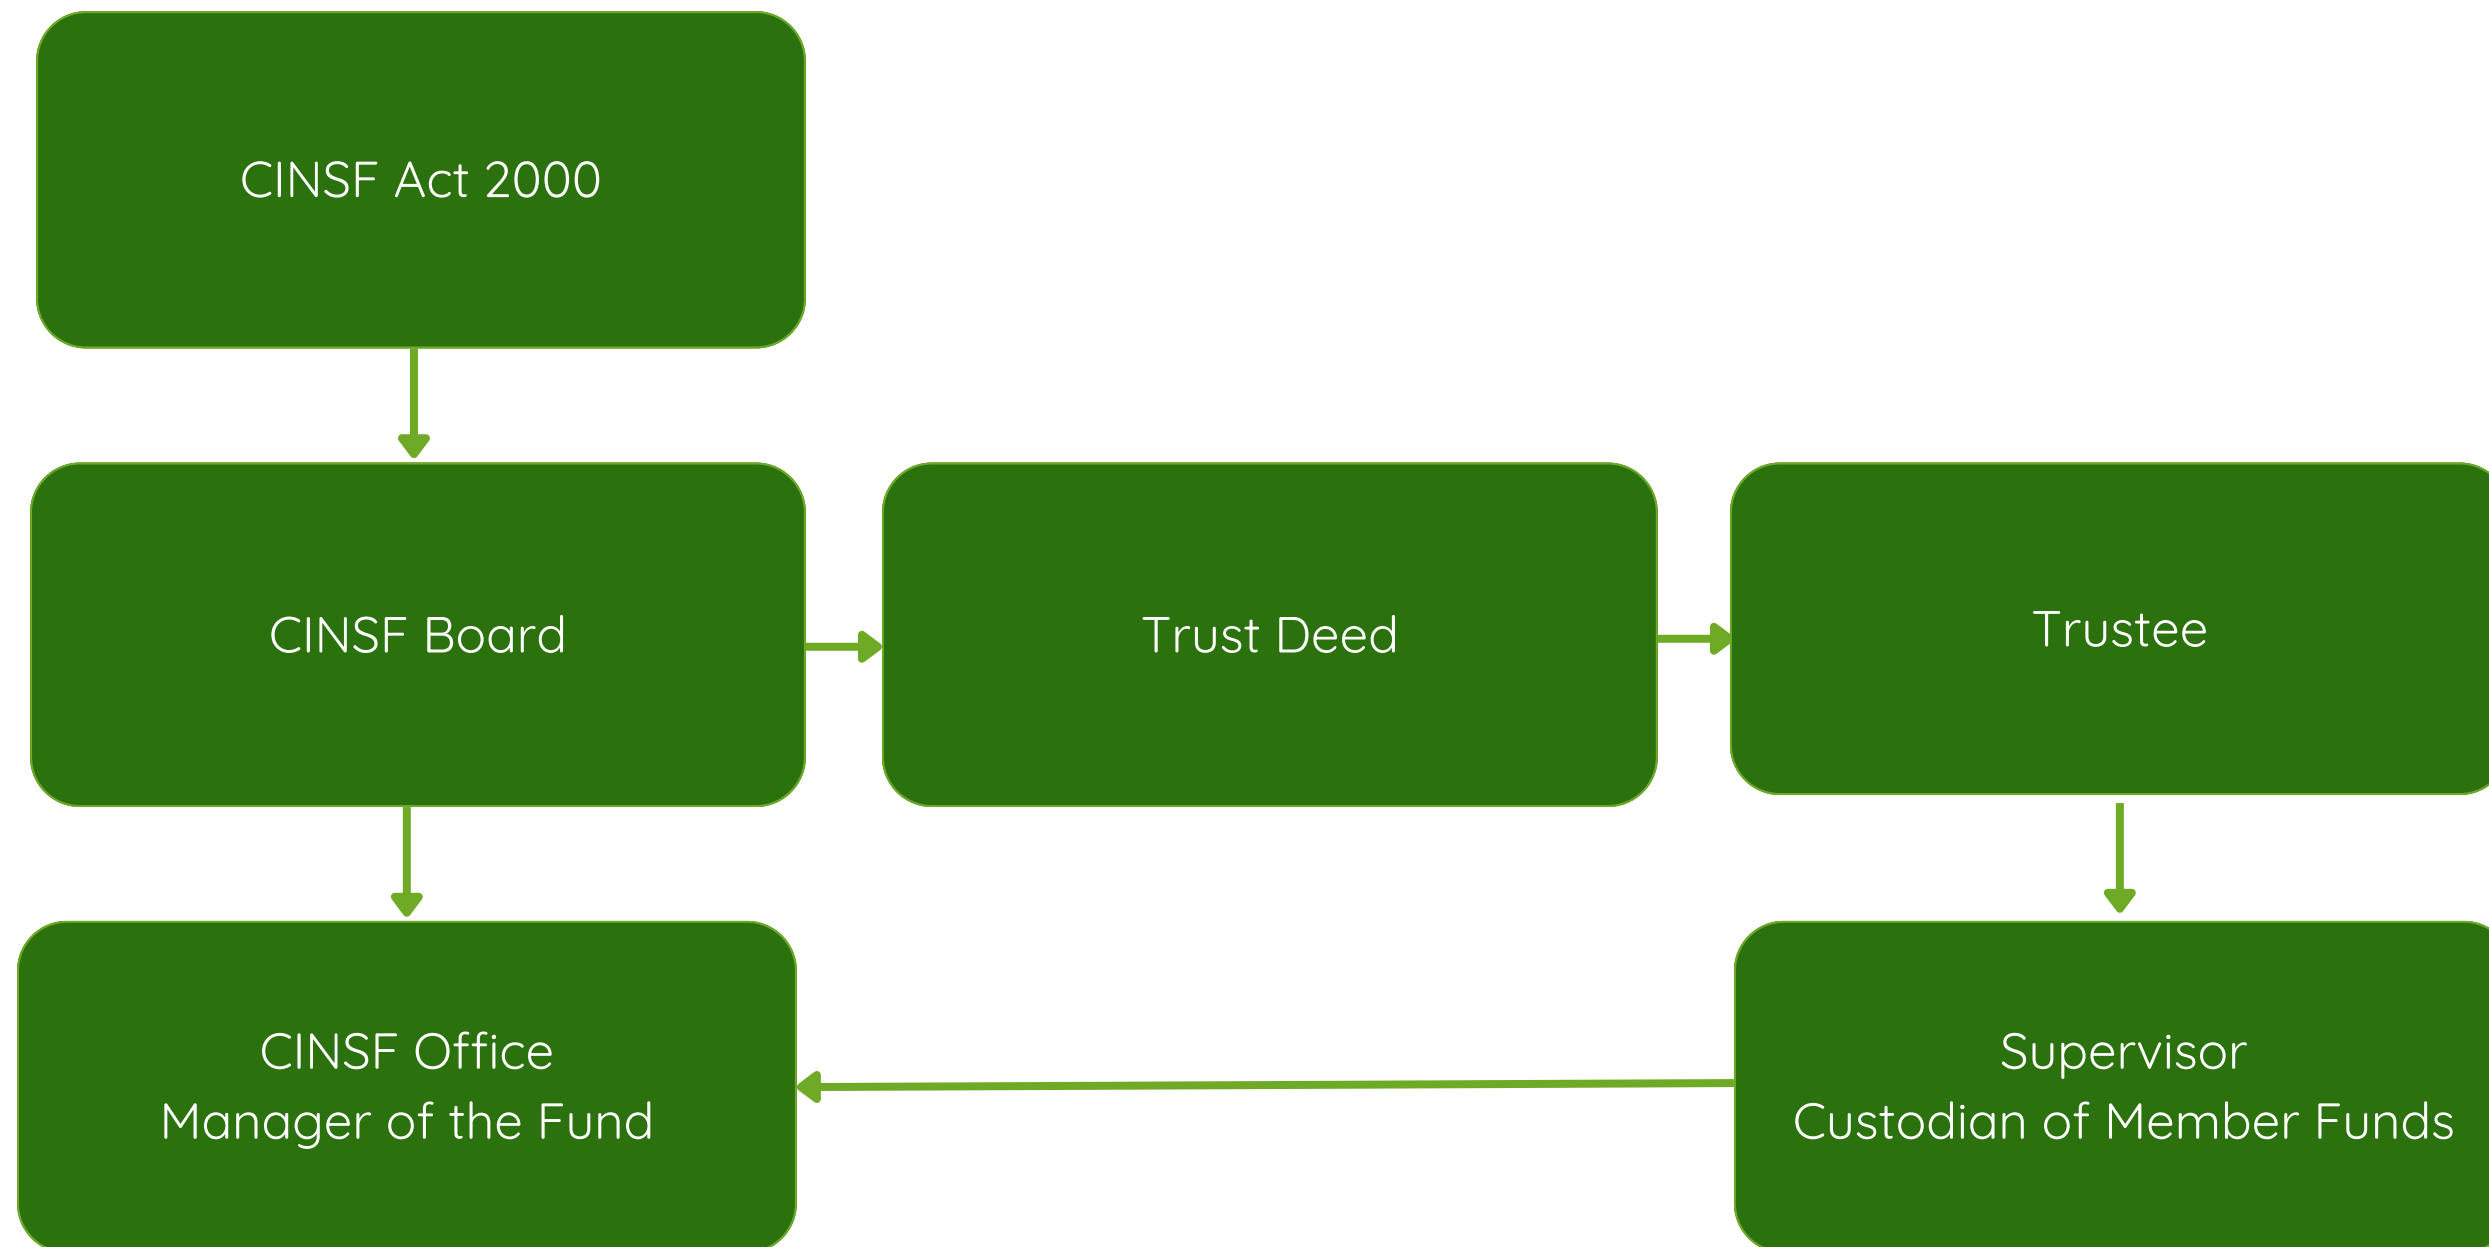 CINSF Act 2000
CINSF Board
Trust Deed
Trustee
CINSF Office
Manager of the Fund
Supervisor
Custodian of Member Funds